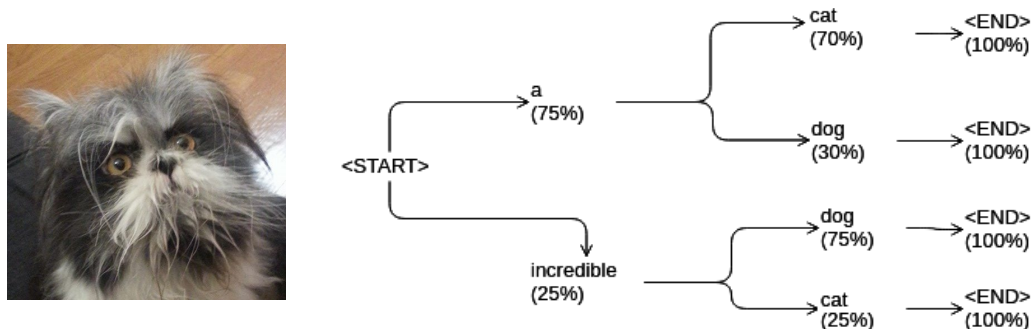 <START>
a
(75%)
cat
(70%)
<END>
(100%)
dog
(30%)
<END>
(100%)
incredible
(25%)
dog
(75%)
<END>
(100%)
cat
(25%)
<END>
(100%)